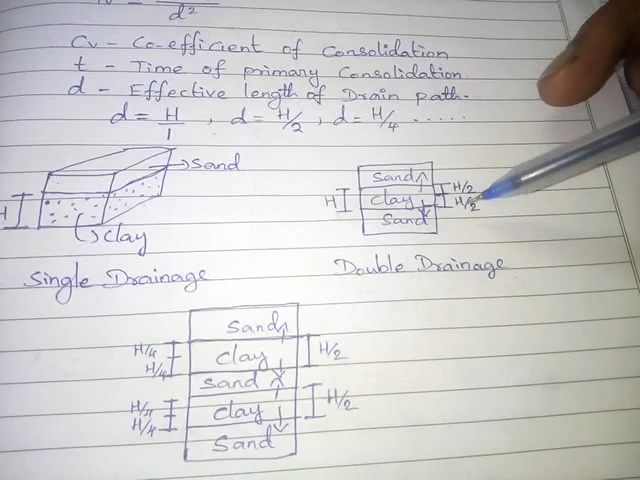 d²
Cv - Co-efficient of Consolidation
t - Time of primary Consolidation.
d - Effective length of Drain path.
d = H/1 , d = H/2 , d = H/4 .....
Sand
H
Clay
Single Drainage
Sand
H/2
H
Clay
H/2
Sand
Double Drainage
Sand
H/4
Clay
H/2
H/4
Sand
Clay
H/2
H/4
Sand